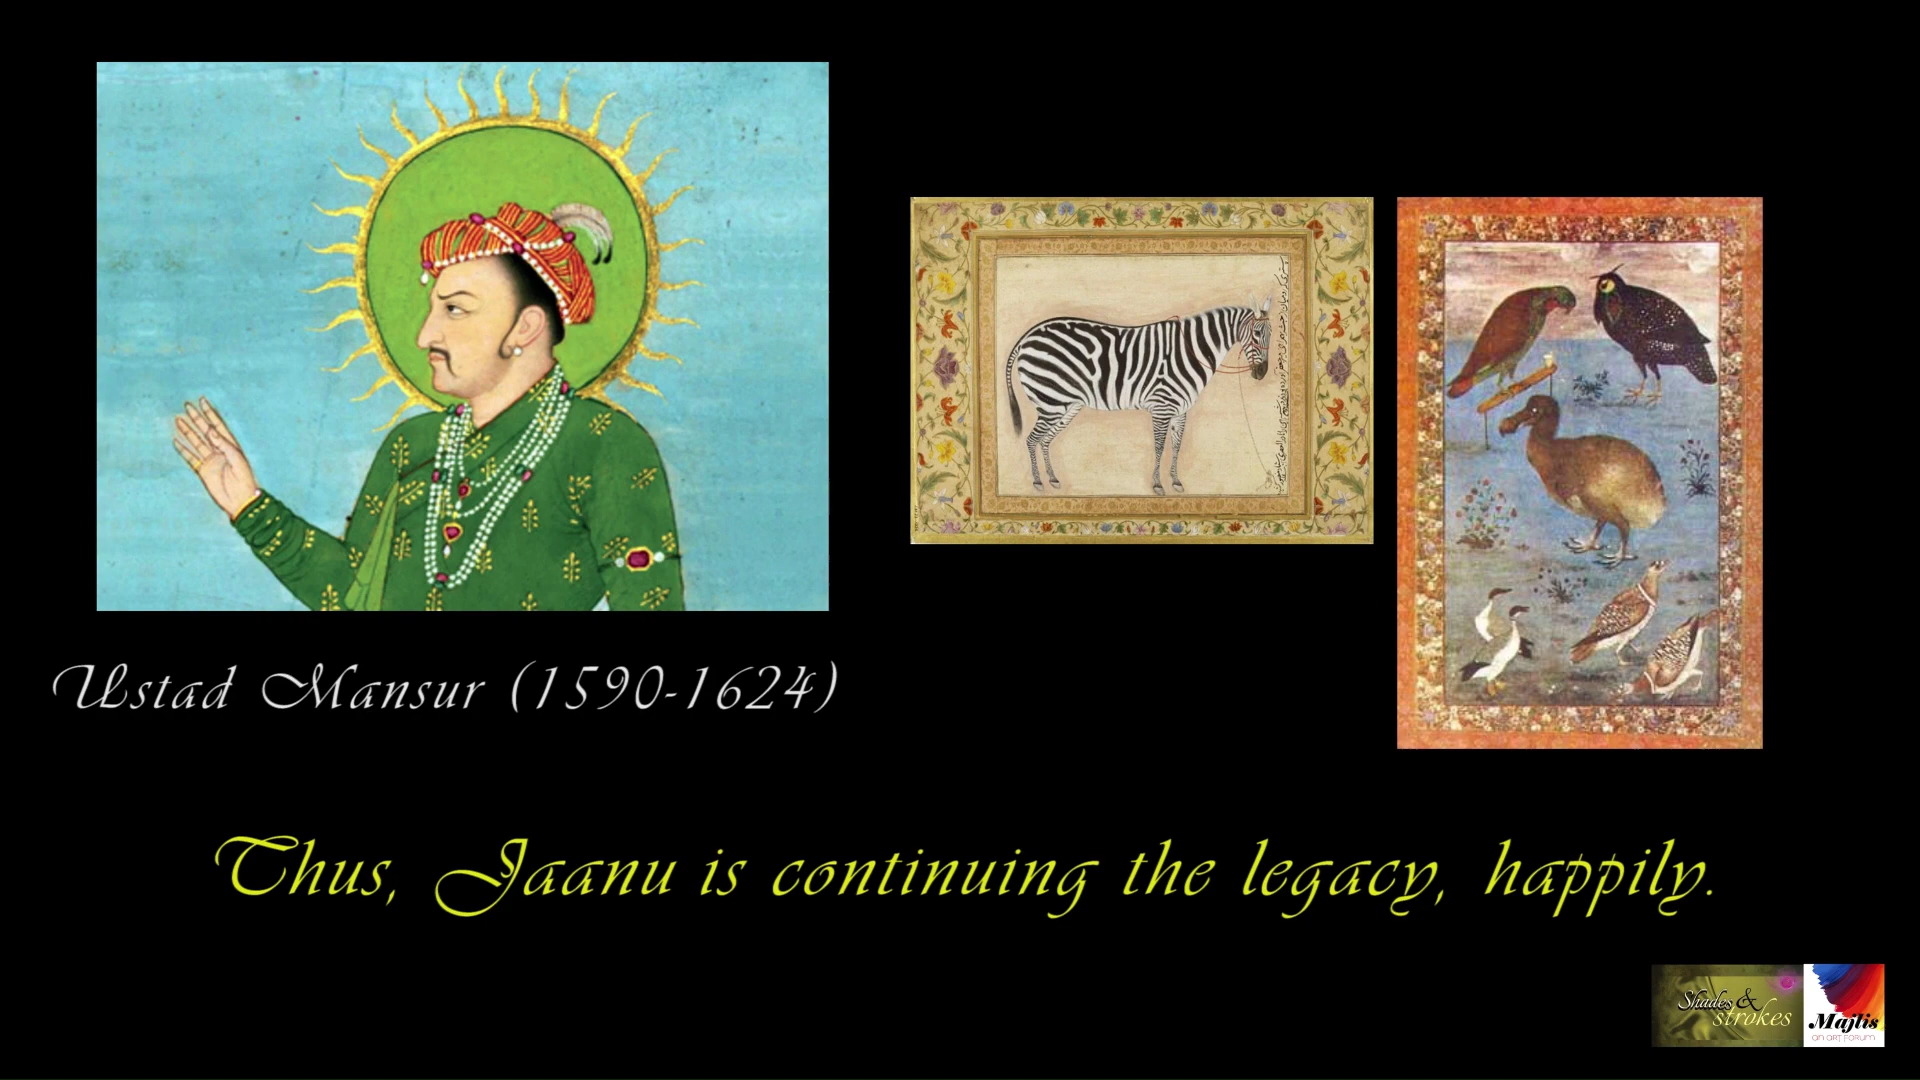 Ustad Mansur (1590-1624)
Thus, Jaanu is continuing the legacy, happily.
Shades &
strokes
Majlis
an art forum